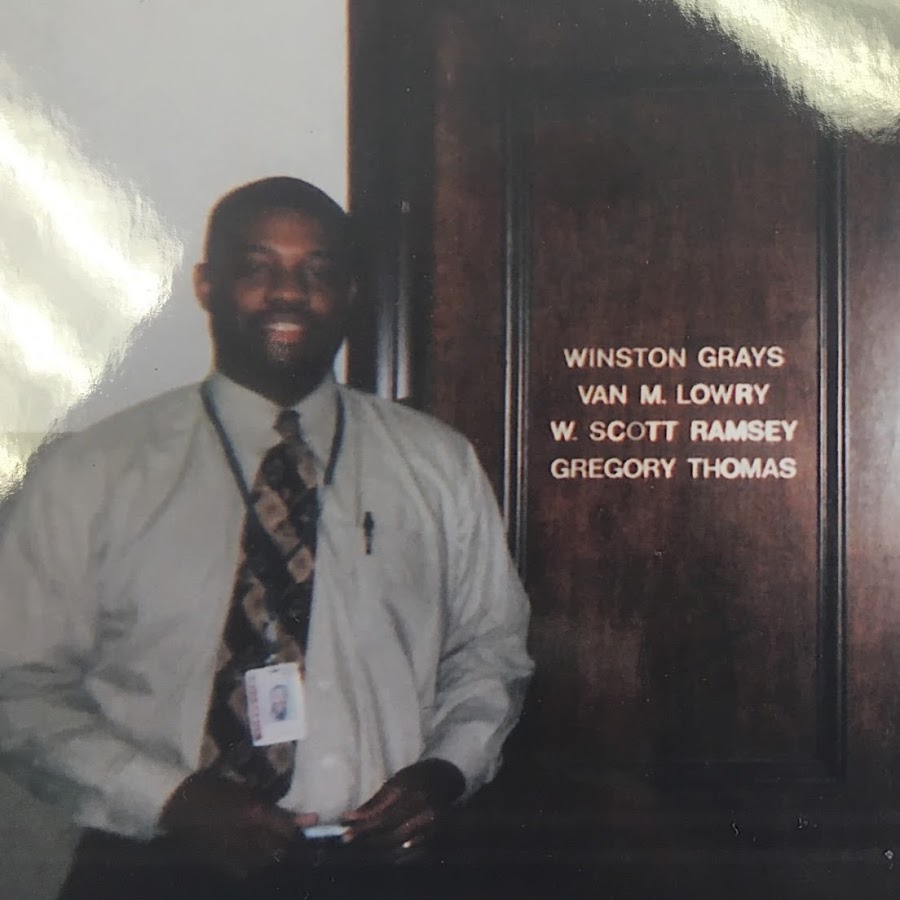 WINSTON GRAYS
VAN M. LOWRY
W. SCOTT RAMSEY
GREGORY THOMAS